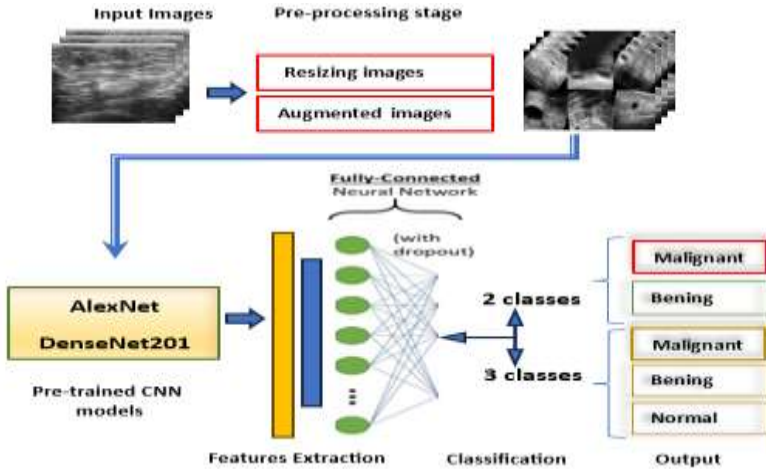 Input Images
Pre-processing stage
Resizing images
Augmented images
Fully-Connected
Neural Network
(with
dropout)
AlexNet
DenseNet201
Pre-trained CNN
models
2 classes
3 classes
Malignant
Bening
Malignant
Bening
Normal
Features Extraction
Classification
Output